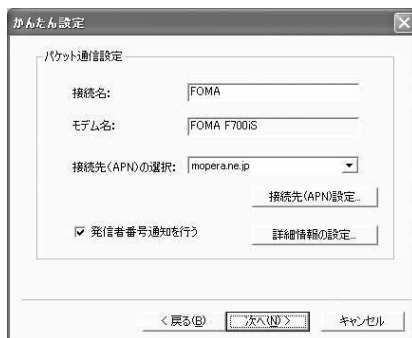 かんたん設定
パケット通信設定
接続名: FOMA
モデム名: FOMA F700iS
接続先(APN)の選択: mopera.ne.jp
接続先(APN)設定...
発信者番号通知を行う 詳細情報の設定...
< 戻る(B) 次へ(N) > キャンセル